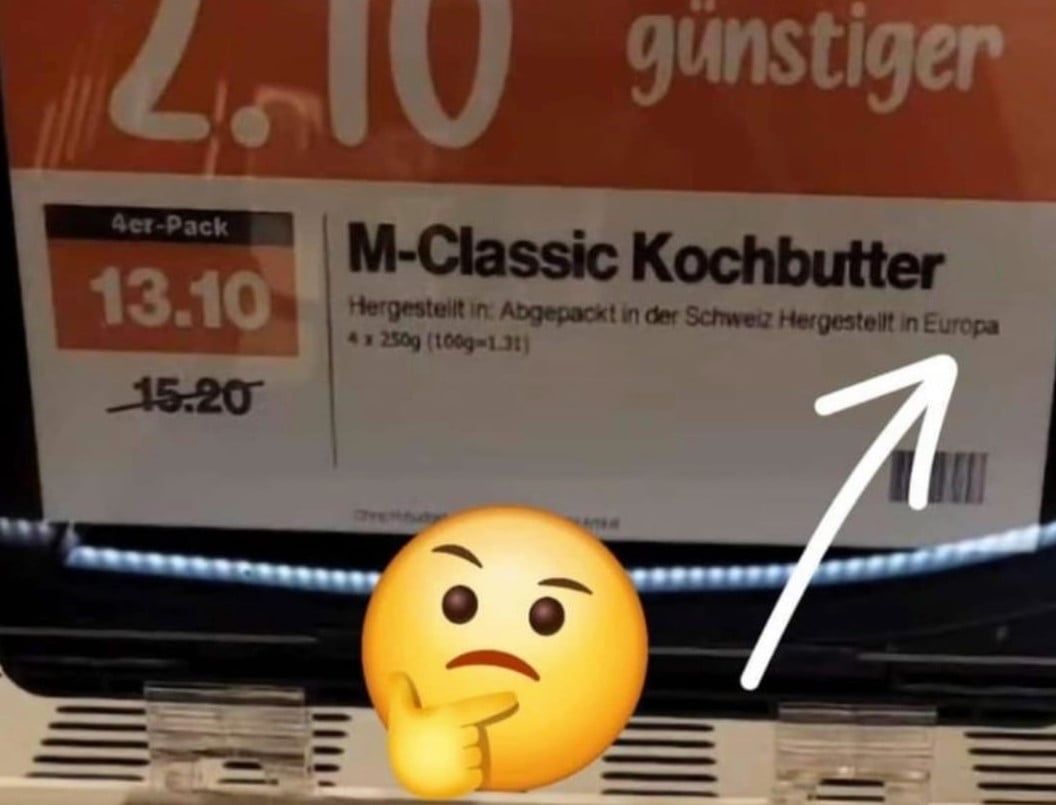 2.10
günstiger
4er-Pack
13.10
15.20
M-Classic Kochbutter
Hergestellt in: Abgepackt in der Schweiz Hergestellt in Europa
4 x 250g (100g=1.31)